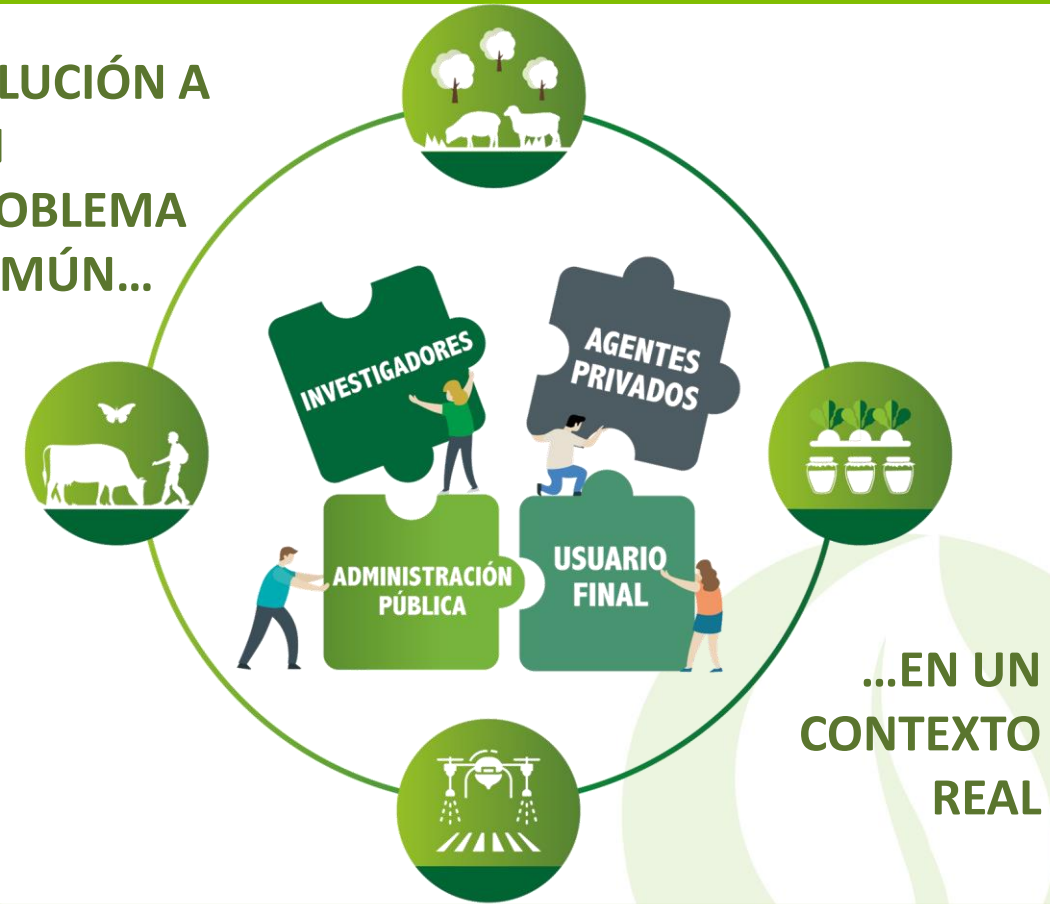 LUCIÓN A
OBLEMA
MÚN...
INVESTIGADORES
AGENTES
PRIVADOS
ADMINISTRACIÓN
PÚBLICA
USUARIO
FINAL
...EN UN
CONTEXTO
REAL